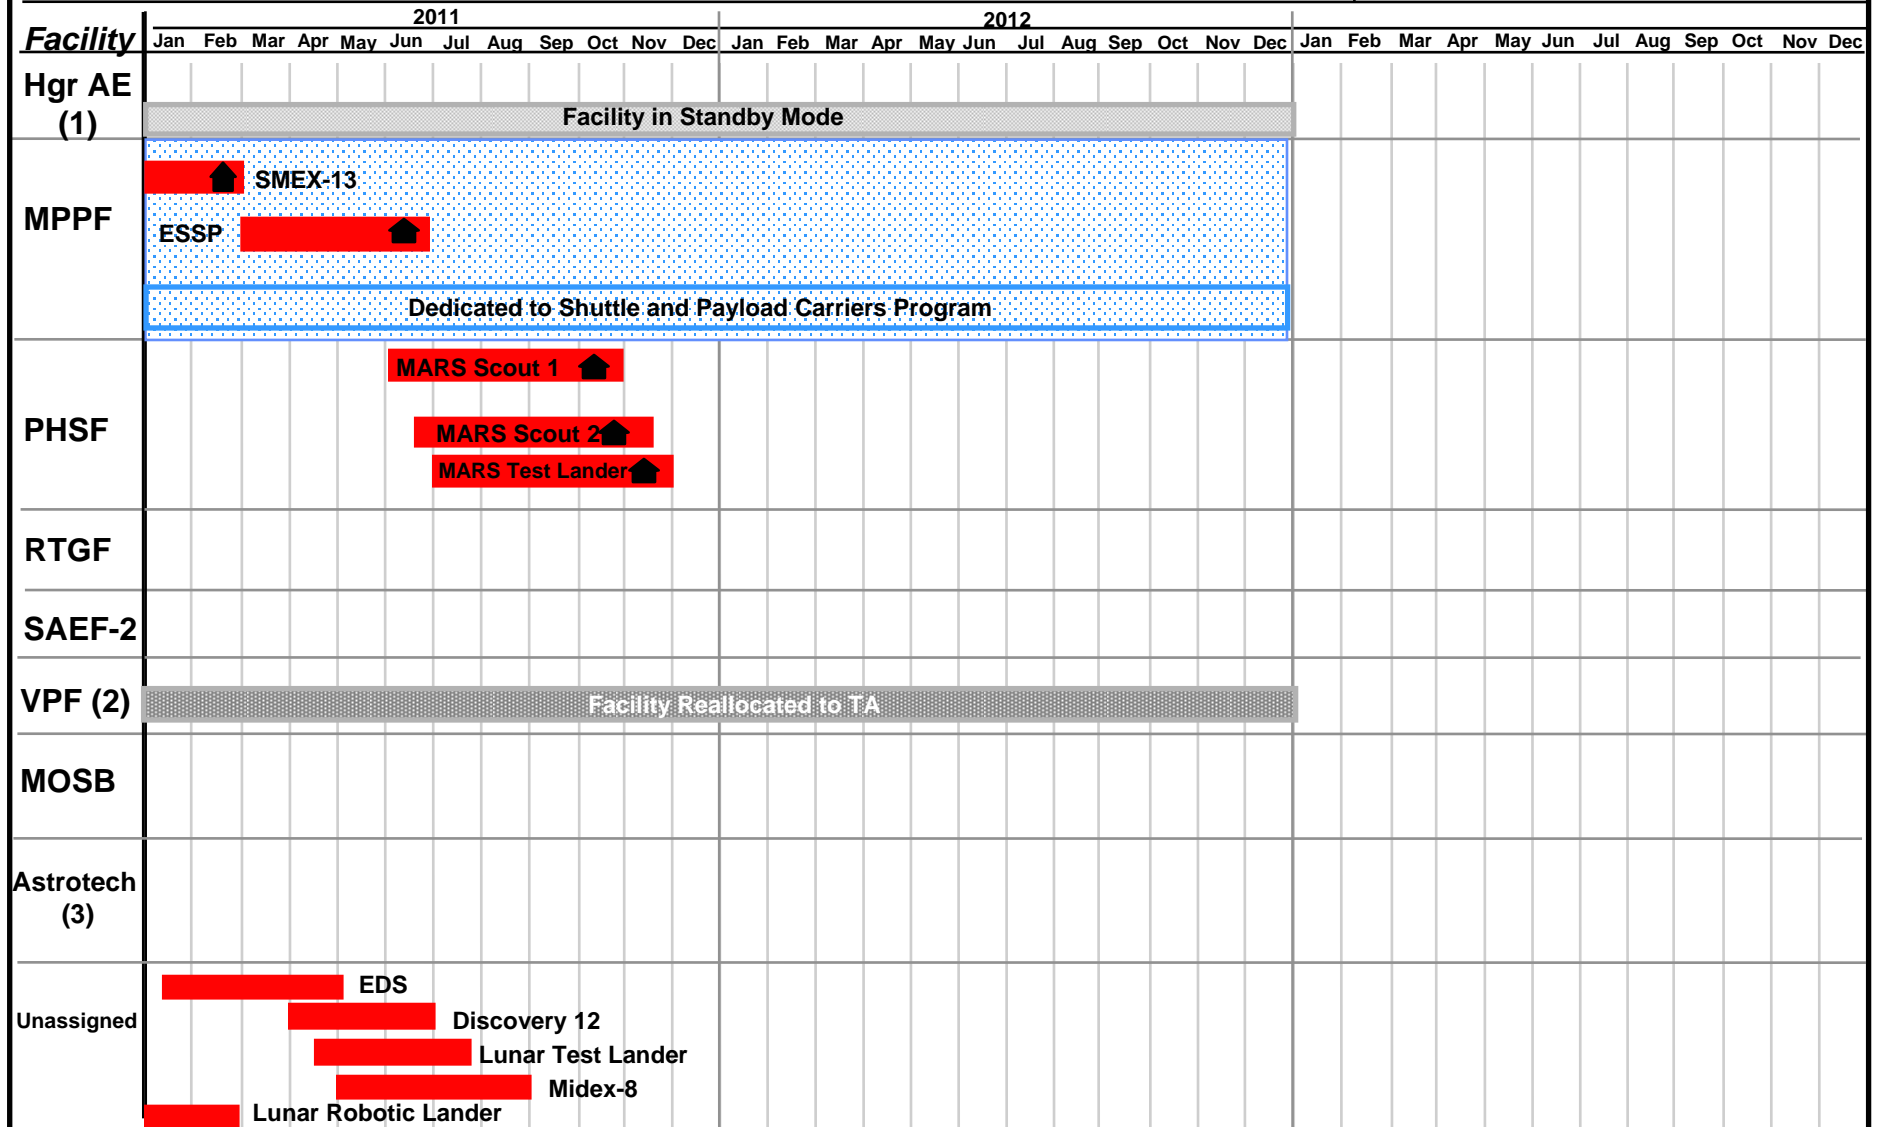 2011 2012
Facility Jan Feb Mar Apr May Jun Jul Aug Sep Oct Nov Dec Jan Feb Mar Apr May Jun Jul Aug Sep Oct Nov Dec Jan Feb Mar Apr May Jun Jul Aug Sep Oct Nov Dec
Hgr AE
(1)
Facility in Standby Mode
MPPF
SMEX-13
ESSP
Dedicated to Shuttle and Payload Carriers Program
PHSF
MARS Scout 1
MARS Scout 2
MARS Test Lander
RTGF
SAEF-2
VPF (2)
Facility Reallocated to TA
MOSB
Astrotech
(3)
Unassigned
EDS
Discovery 12
Lunar Test Lander
Midex-8
Lunar Robotic Lander